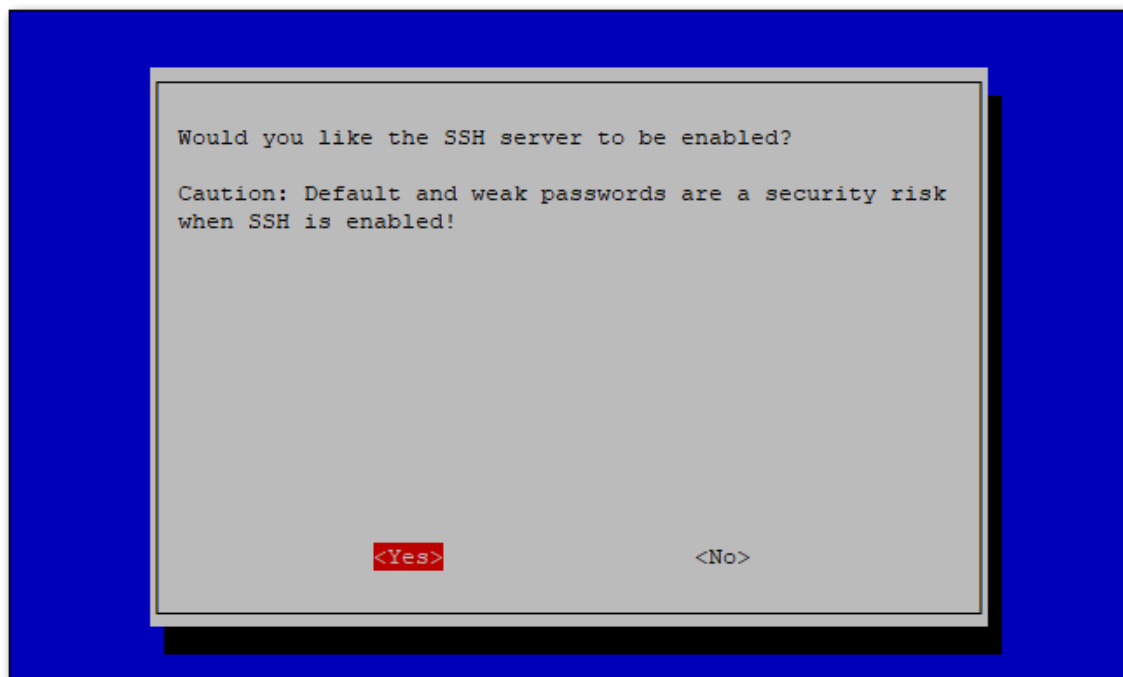 Would you like the SSH server to be enabled?
Caution: Default and weak passwords are a security risk
when SSH is enabled!
<Yes> <No>